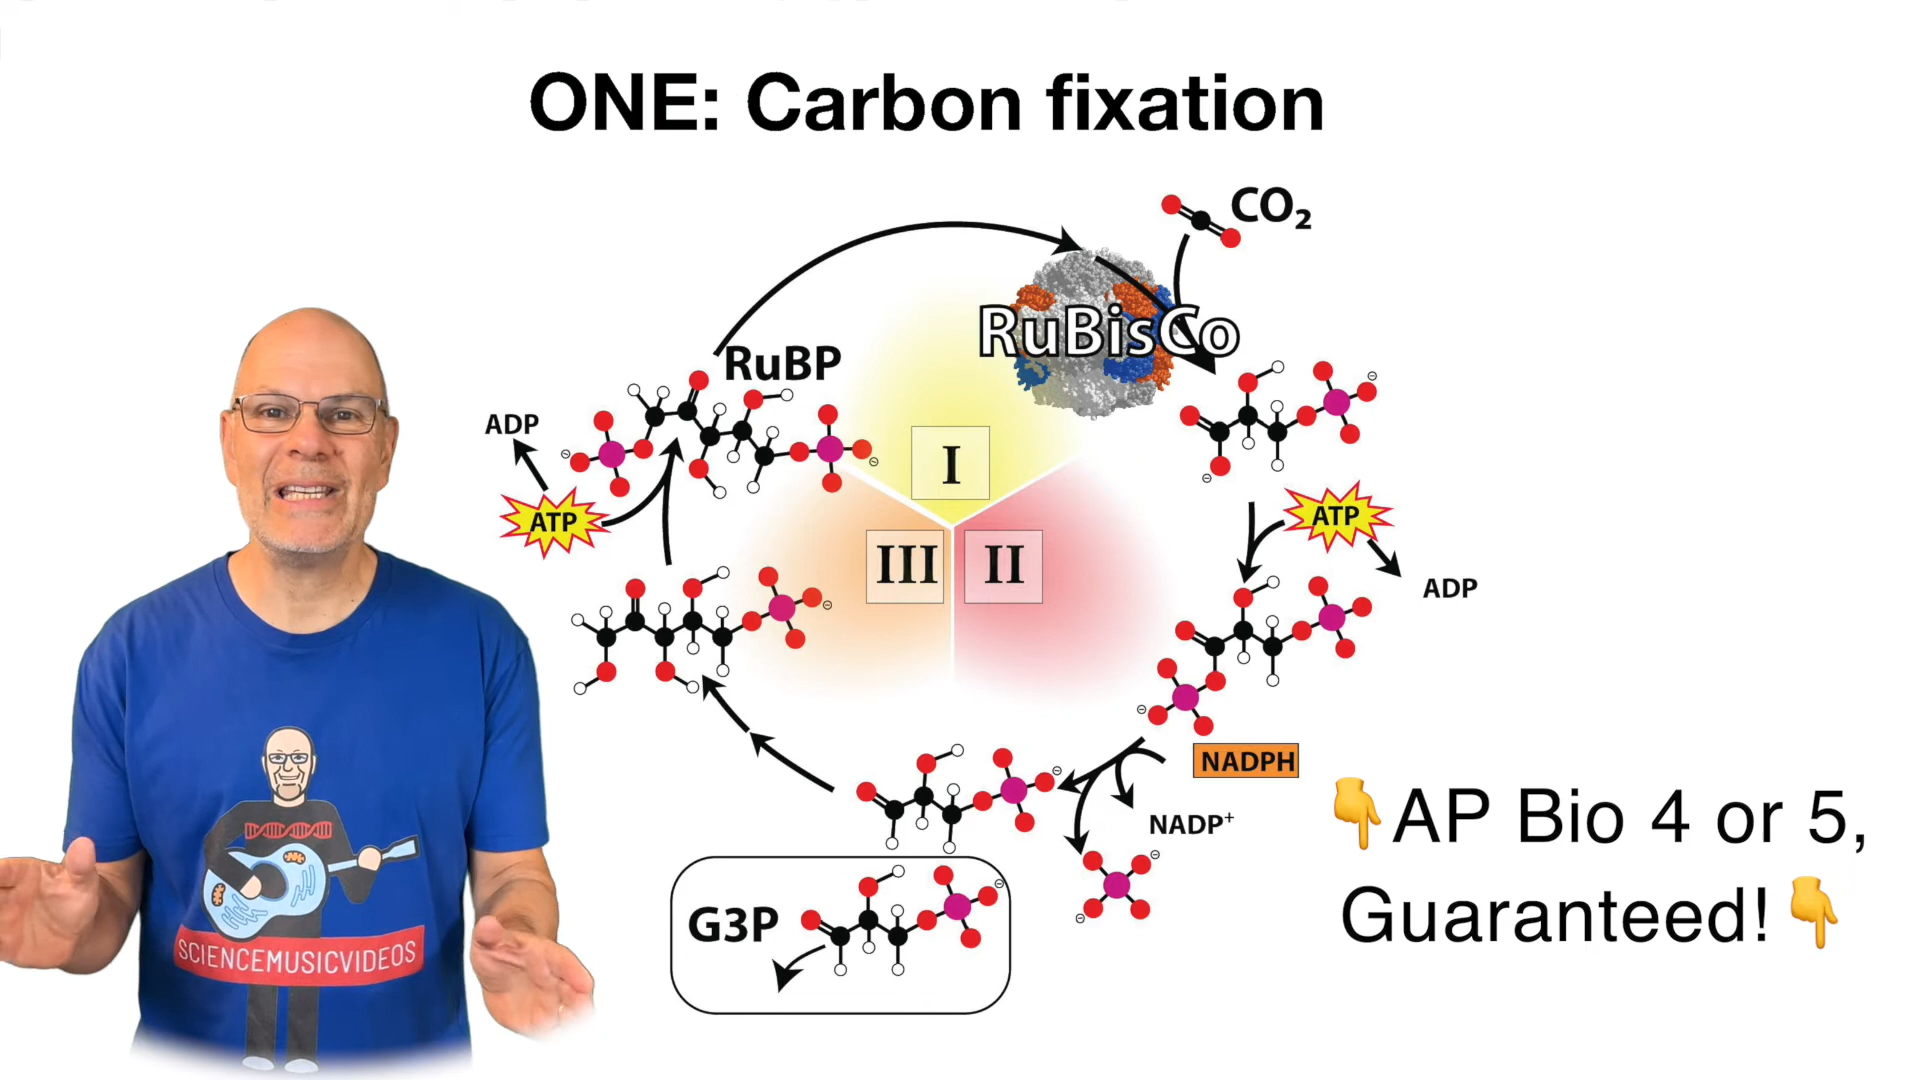 ONE: Carbon fixation
CO₂
RuBisCo
RuBP
ADP
ATP
I
III
II
ATP
ADP
NADPH
NADP⁺
G3P
👇AP Bio 4 or 5,
Guaranteed!👇
SCIENCEMUSICVIDEOS